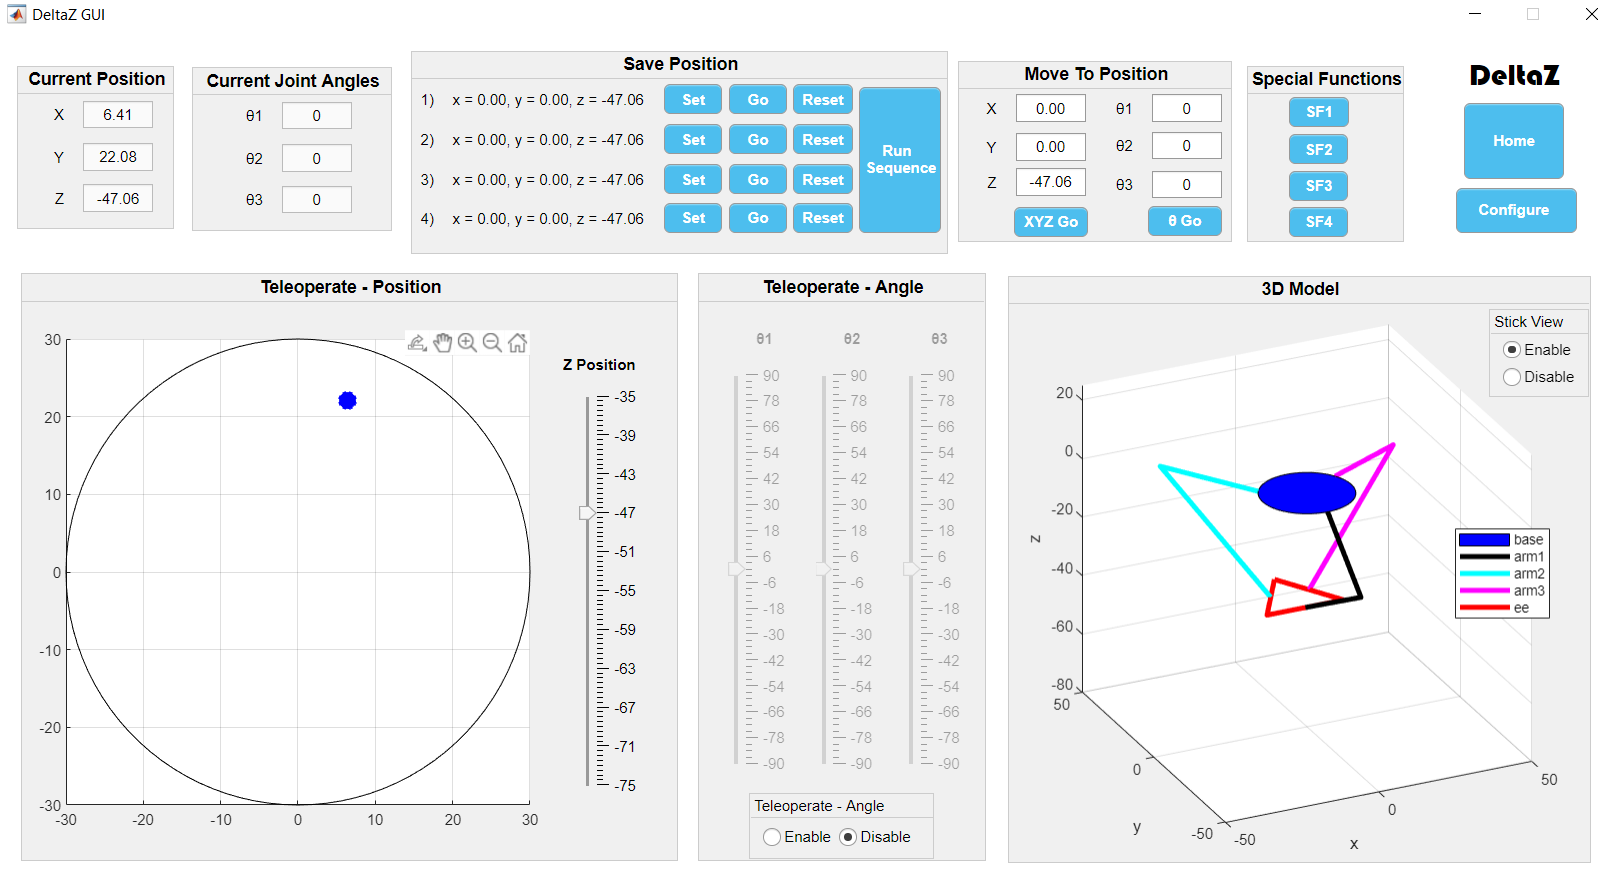 DeltaZ GUI
Current Position
X 6.41
Y 22.08
Z -47.06
Current Joint Angles
θ1 0
θ2 0
θ3 0
Save Position
1) x = 0.00, y = 0.00, z = -47.06 Set Go Reset
2) x = 0.00, y = 0.00, z = -47.06 Set Go Reset
3) x = 0.00, y = 0.00, z = -47.06 Set Go Reset
4) x = 0.00, y = 0.00, z = -47.06 Set Go Reset
Run
Sequence
Move To Position
X 0.00 θ1 0
Y 0.00 θ2 0
Z -47.06 θ3 0
XYZ Go θ Go
Special Functions
SF1
SF2
SF3
SF4
DeltaZ
Home
Configure
Teleoperate - Position
30
20
10
0
-10
-20
-30
-30 -20 -10 0 10 20 30
Z Position
-35
-39
-43
-47
-51
-55
-59
-63
-67
-71
-75
Teleoperate - Angle
θ1 θ2 θ3
90 90 90
78 78 78
66 66 66
54 54 54
42 42 42
30 30 30
18 18 18
6 6 6
-6 -6 -6
-18 -18 -18
-30 -30 -30
-42 -42 -42
-54 -54 -54
-66 -66 -66
-78 -78 -78
-90 -90 -90
Teleoperate - Angle
Enable Disable
3D Model
Stick View
Enable
Disable
20
0
-20
-40
-60
-80
z
50
0
-50
y
-50
0
50
x
base
arm1
arm2
arm3
ee